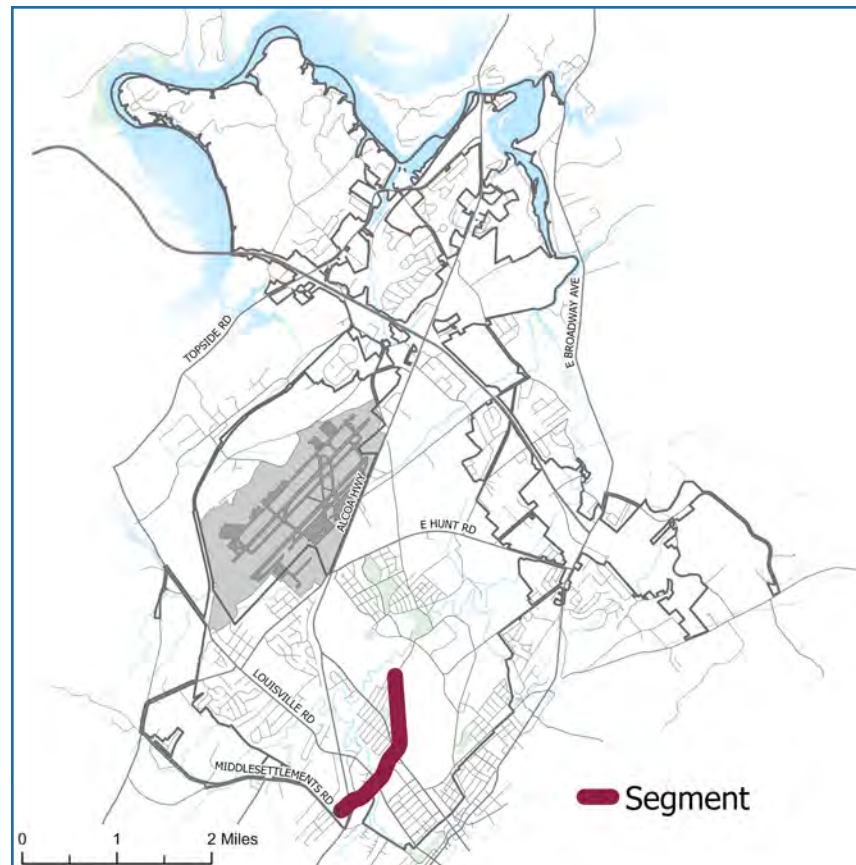 TOPSIDE RD
E BROADWAY AVE
ALCOA HWY
E HUNT RD
LOUISVILLE RD
MIDDLESETTLEMENTS RD
Segment
0 1 2 Miles